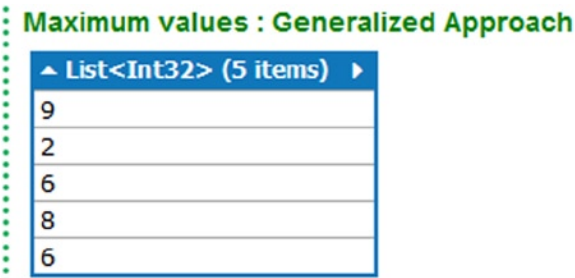 Maximum values : Generalized Approach
List<Int32> (5 items)
9
2
6
8
6